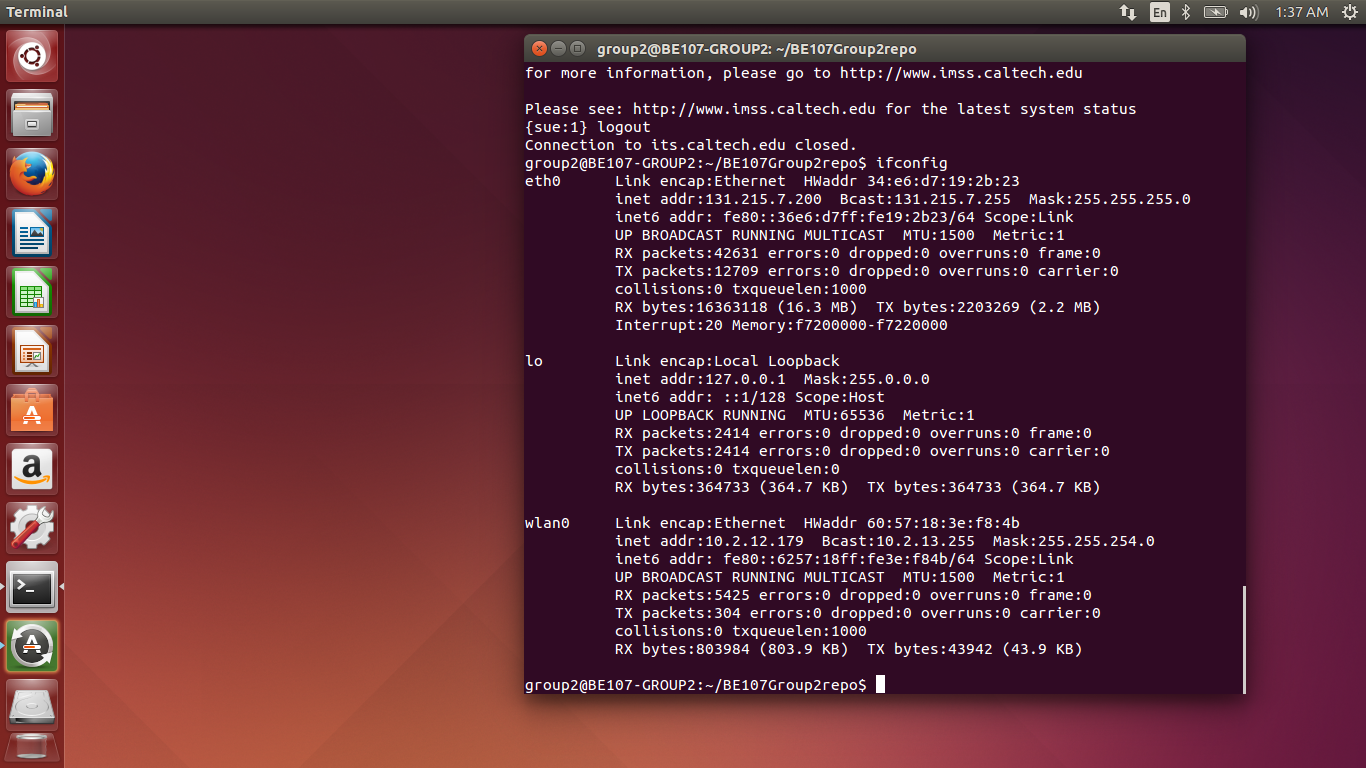 Terminal
En
1:37 AM
group2@BE107-GROUP2: ~/BE107Group2repo
for more information, please go to http://www.imss.caltech.edu
Please see: http://www.imss.caltech.edu for the latest system status
{sue:1} logout
Connection to its.caltech.edu closed.
group2@BE107-GROUP2:~/BE107Group2repo$ ifconfig
eth0      Link encap:Ethernet  HWaddr 34:e6:d7:19:2b:23
          inet addr:131.215.7.200  Bcast:131.215.7.255  Mask:255.255.255.0
          inet6 addr: fe80::36e6:d7ff:fe19:2b23/64 Scope:Link
          UP BROADCAST RUNNING MULTICAST  MTU:1500  Metric:1
          RX packets:42631 errors:0 dropped:0 overruns:0 frame:0
          TX packets:12709 errors:0 dropped:0 overruns:0 carrier:0
          collisions:0 txqueuelen:1000
          RX bytes:16363118 (16.3 MB)  TX bytes:2203269 (2.2 MB)
          Interrupt:20 Memory:f7200000-f7220000
lo        Link encap:Local Loopback
          inet addr:127.0.0.1  Mask:255.0.0.0
          inet6 addr: ::1/128 Scope:Host
          UP LOOPBACK RUNNING  MTU:65536  Metric:1
          RX packets:2414 errors:0 dropped:0 overruns:0 frame:0
          TX packets:2414 errors:0 dropped:0 overruns:0 carrier:0
          collisions:0 txqueuelen:0
          RX bytes:364733 (364.7 KB)  TX bytes:364733 (364.7 KB)
wlan0     Link encap:Ethernet  HWaddr 60:57:18:3e:f8:4b
          inet addr:10.2.12.179  Bcast:10.2.13.255  Mask:255.255.254.0
          inet6 addr: fe80::6257:18ff:fe3e:f84b/64 Scope:Link
          UP BROADCAST RUNNING MULTICAST  MTU:1500  Metric:1
          RX packets:5425 errors:0 dropped:0 overruns:0 frame:0
          TX packets:304 errors:0 dropped:0 overruns:0 carrier:0
          collisions:0 txqueuelen:1000
          RX bytes:803984 (803.9 KB)  TX bytes:43942 (43.9 KB)
group2@BE107-GROUP2:~/BE107Group2repo$